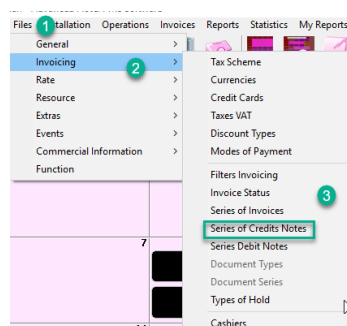 Files 1 tallation Operations Invoices Reports Statistics My Reports
General >
Invoicing >
2
Rate >
Resource >
Extras >
Events >
Commercial Information >
Function
Tax Scheme
Currencies
Credit Cards
Taxes VAT
Discount Types
Modes of Payment
Filters Invoicing
Invoice Status
3
Series of Invoices
Series of Credits Notes
Series Debit Notes
Document Types
Document Series
Types of Hold
Cashiers
7